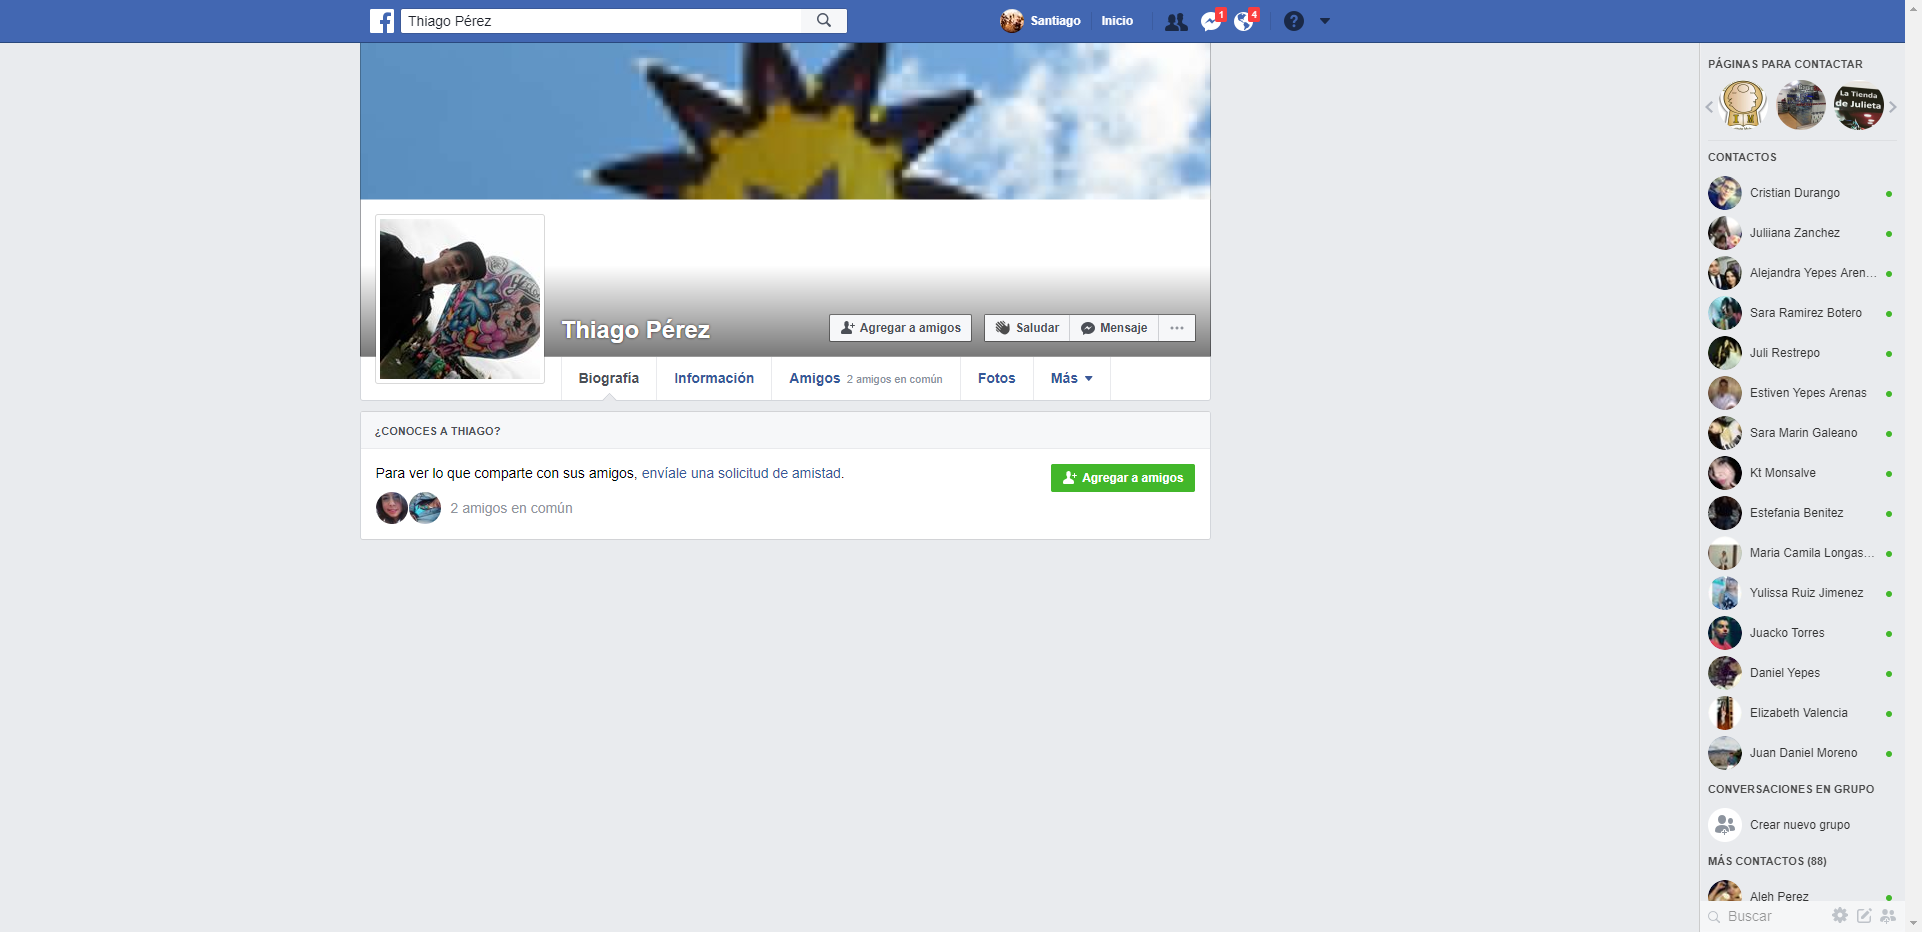 Thiago Pérez
Santiago
Inicio
1
4
Thiago Pérez
Agregar a amigos
Saludar
Mensaje
Biografía
Información
Amigos 2 amigos en común
Fotos
Más
¿CONOCES A THIAGO?
Para ver lo que comparte con sus amigos, envíale una solicitud de amistad.
Agregar a amigos
2 amigos en común
PÁGINAS PARA CONTACTAR
La Tienda
de Julieta
CONTACTOS
Cristian Durango
Juliiana Zanchez
Alejandra Yepes Aren...
Sara Ramirez Botero
Juli Restrepo
Estiven Yepes Arenas
Sara Marin Galeano
Kt Monsalve
Estefania Benitez
Maria Camila Longas...
Yulissa Ruiz Jimenez
Juacko Torres
Daniel Yepes
Elizabeth Valencia
Juan Daniel Moreno
CONVERSACIONES EN GRUPO
Crear nuevo grupo
MÁS CONTACTOS (88)
Aleh Perez
Buscar